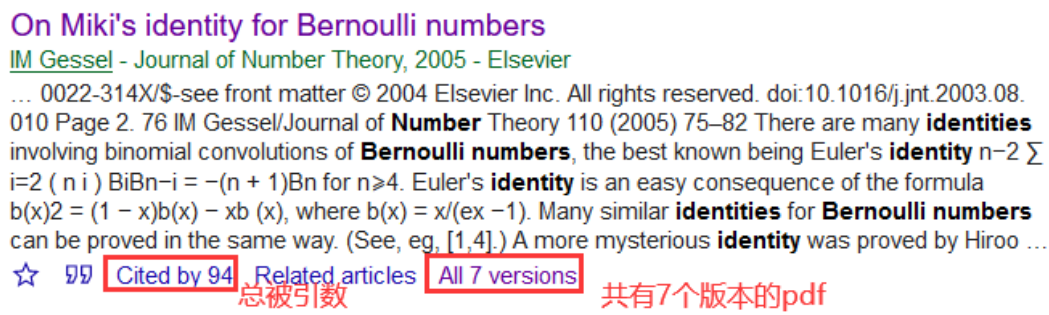 On Miki's identity for Bernoulli numbers
IM Gessel - Journal of Number Theory, 2005 - Elsevier
... 0022-314X/$-see front matter © 2004 Elsevier Inc. All rights reserved. doi:10.1016/j.jnt.2003.08.
010 Page 2. 76 IM Gessel/Journal of Number Theory 110 (2005) 75–82 There are many identities
involving binomial convolutions of Bernoulli numbers, the best known being Euler's identity n−2 ∑
i=2 ( n i ) BiBn−i = −(n + 1)Bn for n⩾4. Euler's identity is an easy consequence of the formula
b(x)2 = (1 − x)b(x) − xb (x), where b(x) = x/(ex −1). Many similar identities for Bernoulli numbers
can be proved in the same way. (See, eg, [1,4].) A more mysterious identity was proved by Hiroo ...
Cited by 94 Related articles All 7 versions
总被引数 共有7个版本的pdf